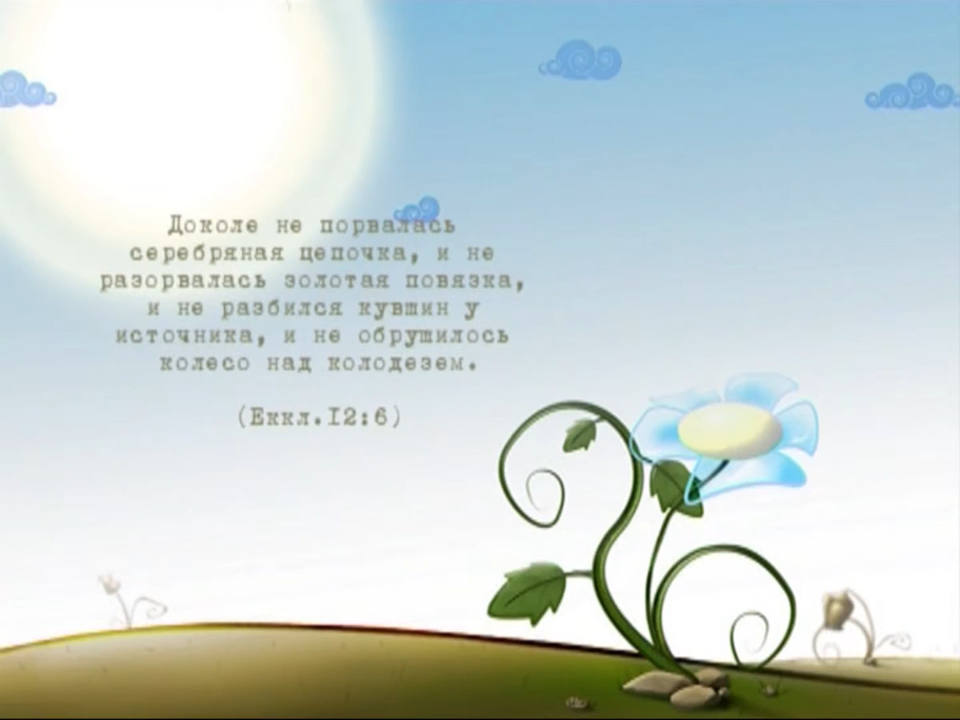 Доколе не порвалась
серебряная цепочка, и не
разорвалась золотая повязка,
и не разбился кувшин у
источника, и не обрушилось
колесо над колодезем.
(Еккл.12:6)